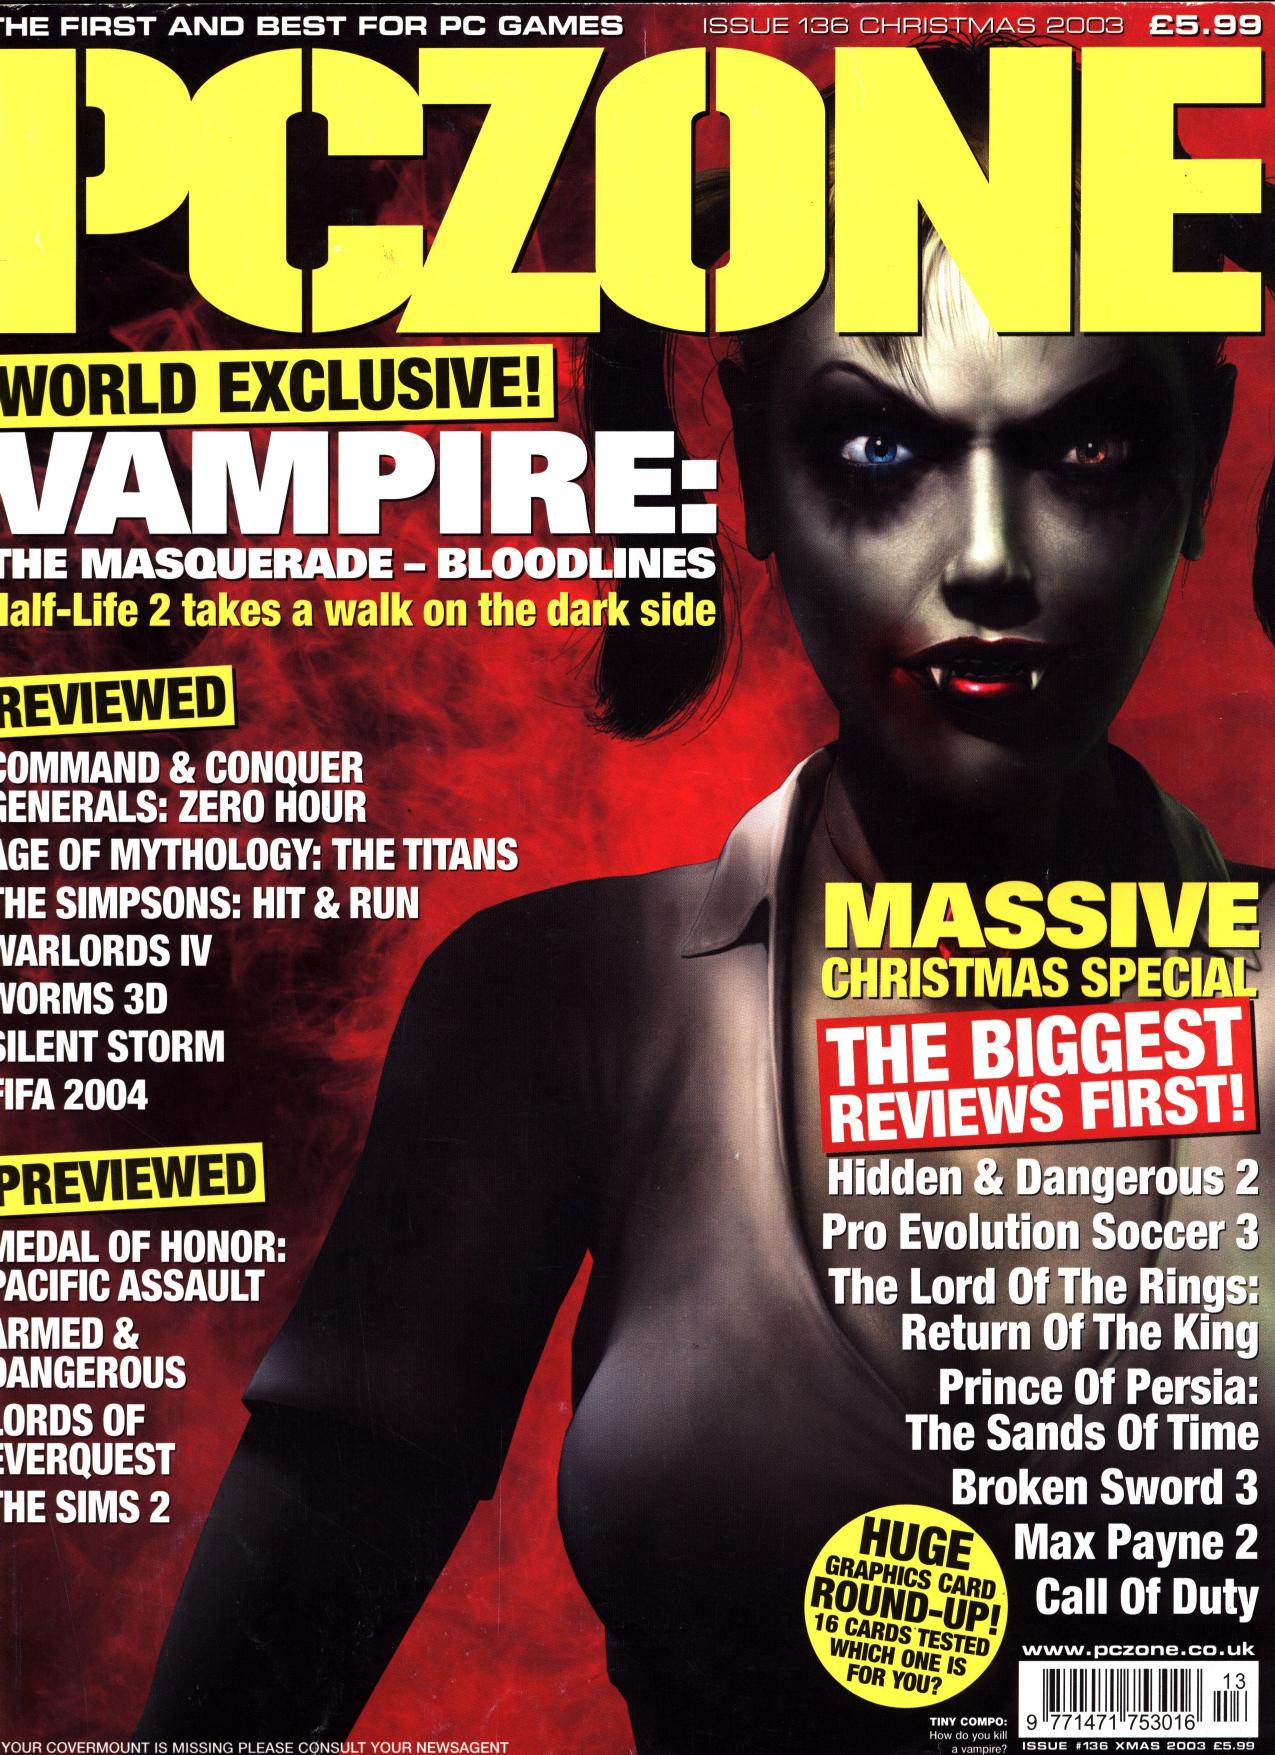 THE FIRST AND BEST FOR PC GAMES
ISSUE 136 CHRISTMAS 2003 £5.99
PCZONE
WORLD EXCLUSIVE!
VAMPIRE:
THE MASQUERADE – BLOODLINES
Half-Life 2 takes a walk on the dark side
REVIEWED
COMMAND & CONQUER
GENERALS: ZERO HOUR
AGE OF MYTHOLOGY: THE TITANS
THE SIMPSONS: HIT & RUN
WARLORDS IV
WORMS 3D
SILENT STORM
FIFA 2004
PREVIEWED
MEDAL OF HONOR:
PACIFIC ASSAULT
ARMED &
DANGEROUS
LORDS OF
EVERQUEST
THE SIMS 2
MASSIVE
CHRISTMAS SPECIAL
THE BIGGEST
REVIEWS FIRST!
Hidden & Dangerous 2
Pro Evolution Soccer 3
The Lord Of The Rings:
Return Of The King
Prince Of Persia:
The Sands Of Time
Broken Sword 3
Max Payne 2
Call Of Duty
HUGE
GRAPHICS CARD
ROUND-UP!
16 CARDS TESTED
WHICH ONE IS
FOR YOU?
www.pczone.co.uk
13
9 771471 753016
ISSUE #136 XMAS 2003 £5.99
TINY COMPO:
How do you kill
a vampire?
YOUR COVERMOUNT IS MISSING PLEASE CONSULT YOUR NEWSAGENT